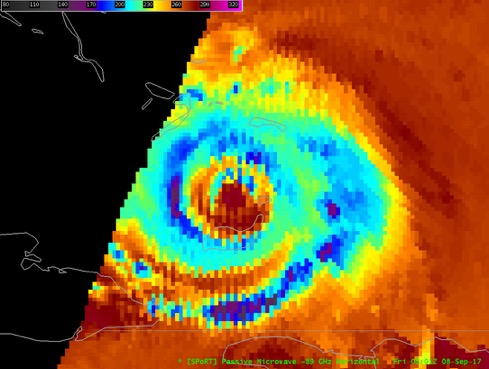 80 110 140 170 200 230 260 290 320
* [SPoRT] Passive Microwave -89 GHz Horizontal Fri Z 08-Sep-17